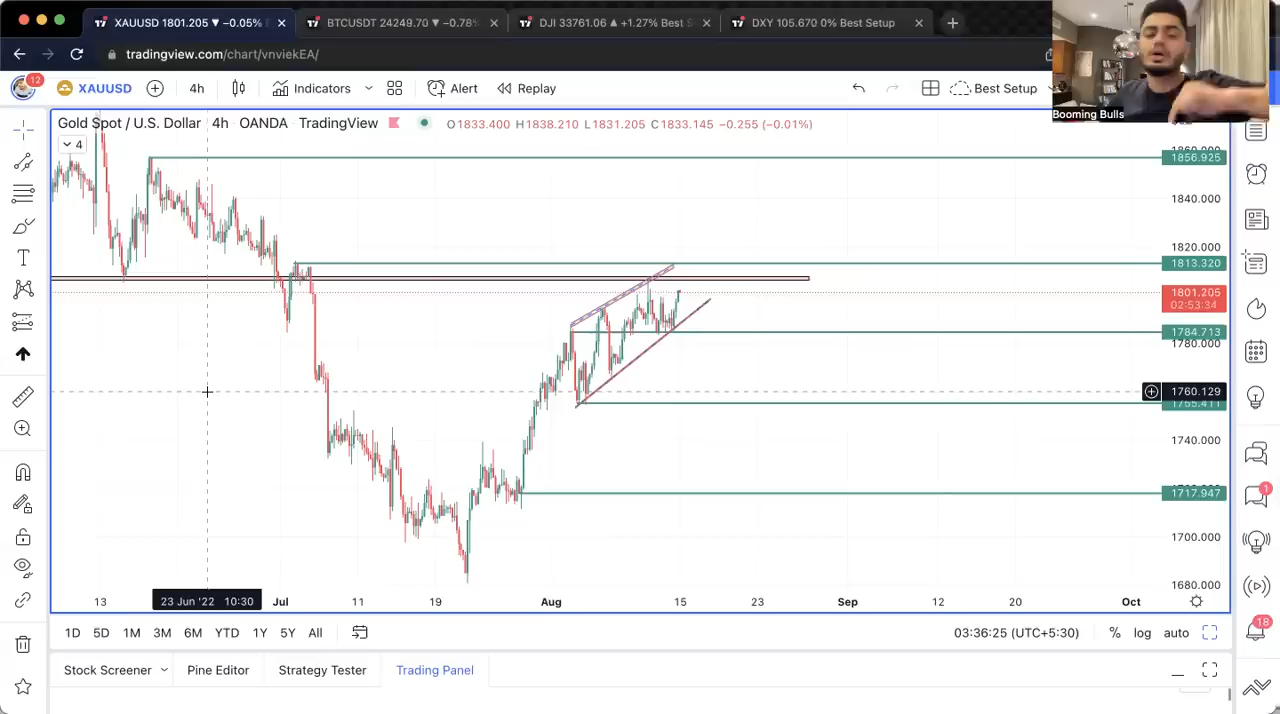 XAUUSD 1801.205 ▼ −0.05%
BTCUSDT 24249.70 ▼ −0.78%
DJI 33761.06 ▲ +1.27% Best S
DXY 105.670 0% Best Setup
tradingview.com/chart/vnviekEA/
12
XAUUSD
4h
Indicators
Alert
Replay
Best Setup
Booming Bulls
Gold Spot / U.S. Dollar 4h OANDA TradingView
O1833.400 H1838.210 L1831.205 C1833.145 −0.255 (−0.01%)
4
1856.925
1840.000
1820.000
1813.320
1801.205
02:53:34
1784.713
1780.000
1760.129
1755.411
1740.000
1717.947
1700.000
1680.000
13
23 Jun '22 10:30
Jul
11
19
Aug
15
23
Sep
12
20
Oct
1D 5D 1M 3M 6M YTD 1Y 5Y All
03:36:25 (UTC+5:30)
% log auto
Stock Screener
Pine Editor
Strategy Tester
Trading Panel
T
1
18